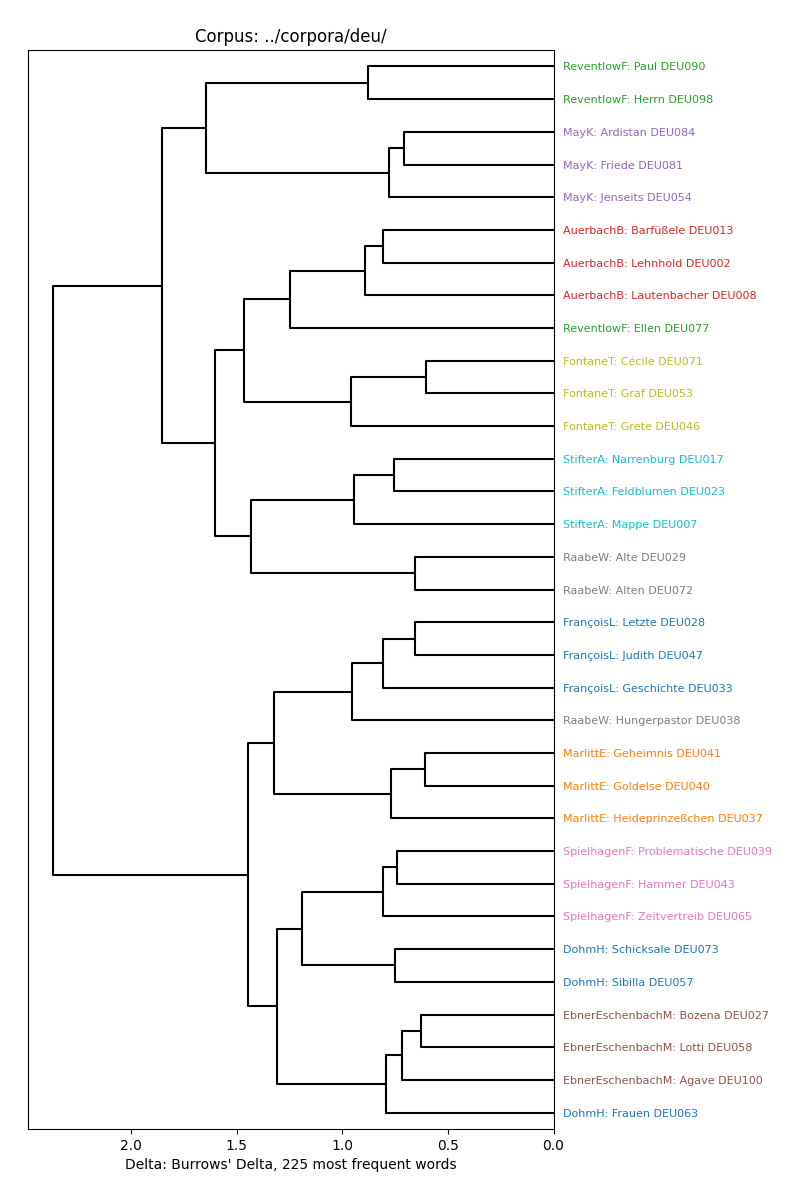 Corpus: ../corpora/deu/
ReventlowF: Paul DEU090
ReventlowF: Herrn DEU098
MayK: Ardistan DEU084
MayK: Friede DEU081
MayK: Jenseits DEU054
AuerbachB: Barfüßele DEU013
AuerbachB: Lehnhold DEU002
AuerbachB: Lautenbacher DEU008
ReventlowF: Ellen DEU077
FontaneT: Cécile DEU071
FontaneT: Graf DEU053
FontaneT: Grete DEU046
StifterA: Narrenburg DEU017
StifterA: Feldblumen DEU023
StifterA: Mappe DEU007
RaabeW: Alte DEU029
RaabeW: Alten DEU072
FrançoisL: Letzte DEU028
FrançoisL: Judith DEU047
FrançoisL: Geschichte DEU033
RaabeW: Hungerpastor DEU038
MarlittE: Geheimnis DEU041
MarlittE: Goldelse DEU040
MarlittE: Heideprinzeßchen DEU037
SpielhagenF: Problematische DEU039
SpielhagenF: Hammer DEU043
SpielhagenF: Zeitvertreib DEU065
DohmH: Schicksale DEU073
DohmH: Sibilla DEU057
EbnerEschenbachM: Bozena DEU027
EbnerEschenbachM: Lotti DEU058
EbnerEschenbachM: Agave DEU100
DohmH: Frauen DEU063
2.0 1.5 1.0 0.5 0.0
Delta: Burrows' Delta, 225 most frequent words